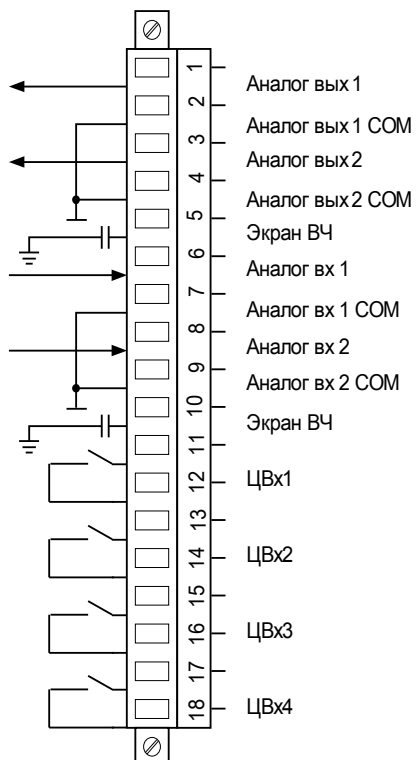 1
Аналог вых 1
2
Аналог вых 1 COM
3
Аналог вых 2
4
Аналог вых 2 COM
5
Экран ВЧ
6
Аналог вх 1
7
Аналог вх 1 COM
8
Аналог вх 2
9
Аналог вх 2 COM
10
Экран ВЧ
11
ЦВх1
12
13
ЦВх2
14
15
ЦВх3
16
17
ЦВх4
18